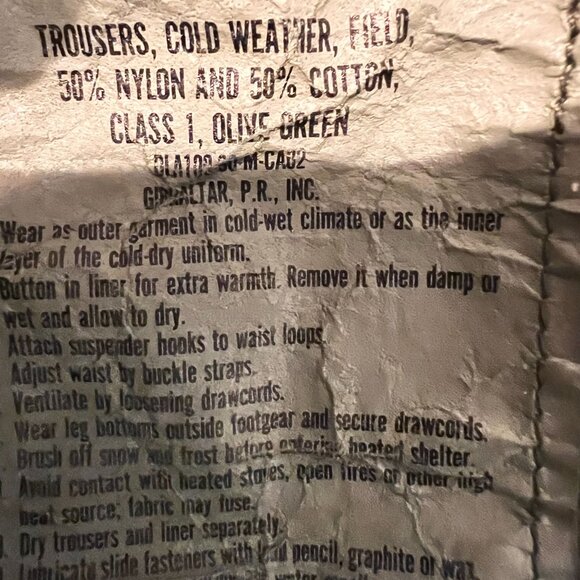 TROUSERS, COLD WEATHER, FIELD,
50% NYLON AND 50% COTTON,
CLASS 1, OLIVE GREEN
GIBRALTAR, P.R., INC.
Wear as outer garment in cold-wet climate or as the inner
layer of the cold-dry uniform.
Button in liner for extra warmth. Remove it when damp or
wet and allow to dry.
Attach suspender hooks to waist loops.
Adjust waist by buckle straps.
Ventilate by loosening drawcords.
Wear leg bottoms outside footgear and secure drawcords.
Brush off snow and frost before entering heated shelter.
Avoid contact with heated stoves, open fires or other high
heat source; fabric may fuse.
Dry trousers and liner separately.
Lubricate slide fasteners with lead pencil, graphite or wax